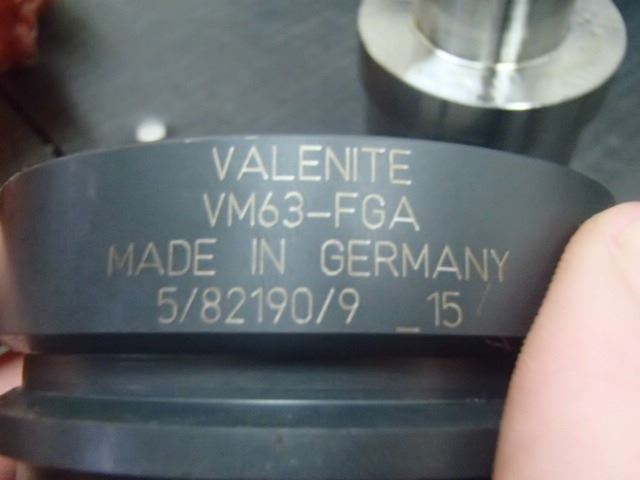 VALENITE
VM63-FGA
MADE IN GERMANY
5/82190/9 _15